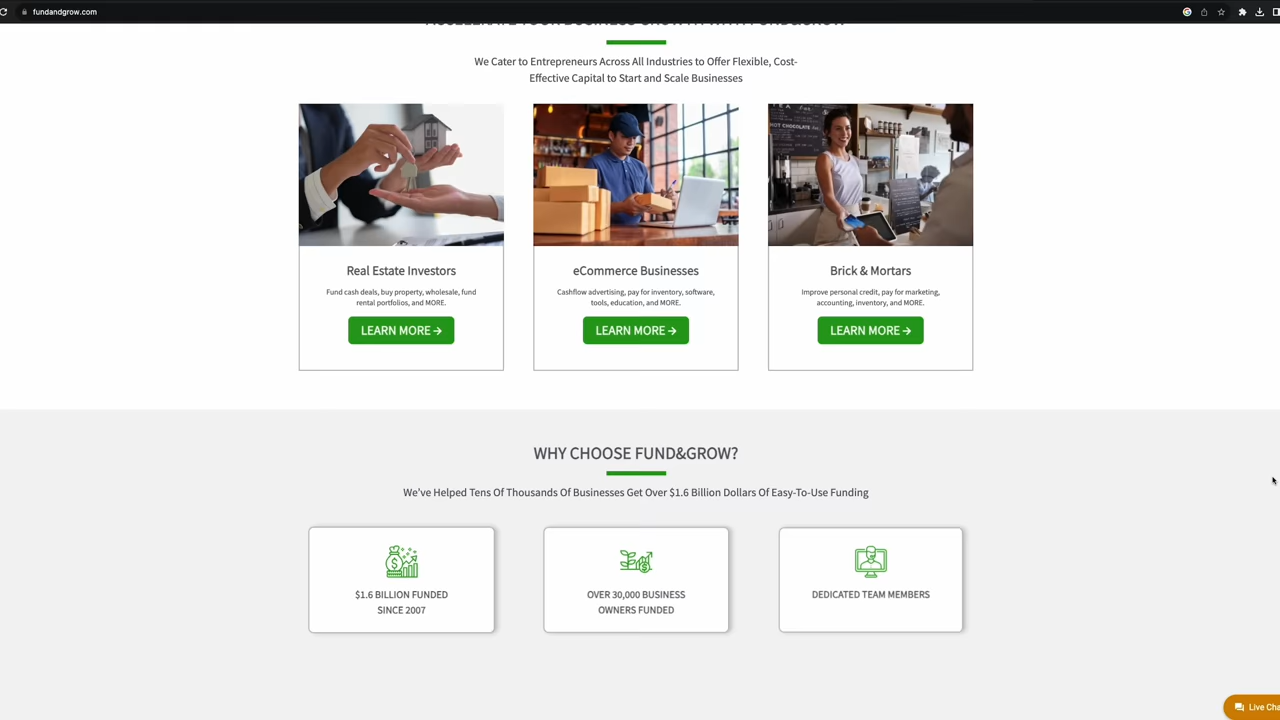 fundandgrow.com
We Cater to Entrepreneurs Across All Industries to Offer Flexible, Cost-
Effective Capital to Start and Scale Businesses
TEA
HOT CHOCOLATE
Real Estate Investors
Fund cash deals, buy property, wholesale, fund
rental portfolios, and MORE.
LEARN MORE →
eCommerce Businesses
Cashflow advertising, pay for inventory, software,
tools, education, and MORE.
LEARN MORE →
Brick & Mortars
Improve personal credit, pay for marketing,
accounting, inventory, and MORE.
LEARN MORE →
WHY CHOOSE FUND&GROW?
We've Helped Tens Of Thousands Of Businesses Get Over $1.6 Billion Dollars Of Easy-To-Use Funding
$1.6 BILLION FUNDED
SINCE 2007
OVER 30,000 BUSINESS
OWNERS FUNDED
DEDICATED TEAM MEMBERS
Live Cha